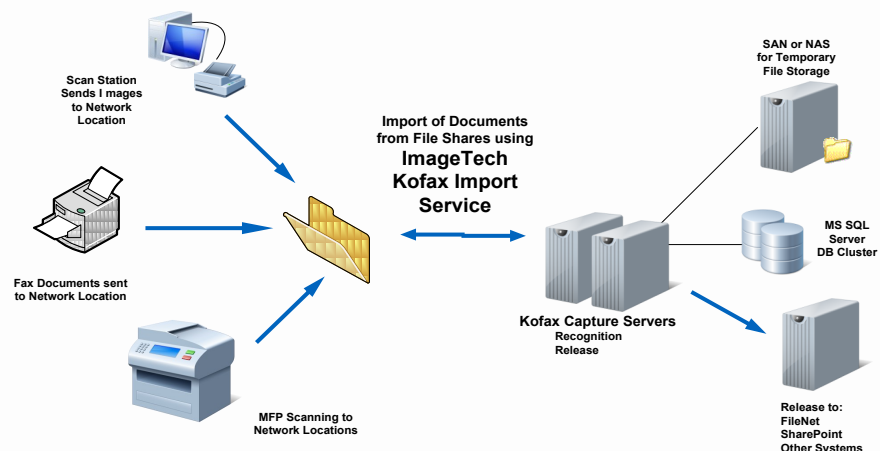 Scan Station
Sends I mages
to Network
Location
Fax Documents sent
to Network Location
MFP Scanning to
Network Locations
Import of Documents
from File Shares using
ImageTech
Kofax Import
Service
Kofax Capture Servers
Recognition
Release
SAN or NAS
for Temporary
File Storage
MS SQL
Server
DB Cluster
Release to:
FileNet
SharePoint
Other Systems